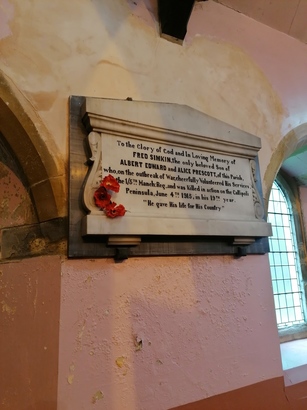 To the Glory of God and in Loving Memory of
FRED SIMKIN, the only beloved Son of
ALBERT EDWARD and ALICE PRESCOTT, of this Parish,
who, on the outbreak of War, cheerfully Volunteered his Services
to the 1/6TH Manch. Reg. and was killed in action on the Gallipoli
Peninsula, June 4TH 1915, in his 19TH year.
"He gave His life for His Country"